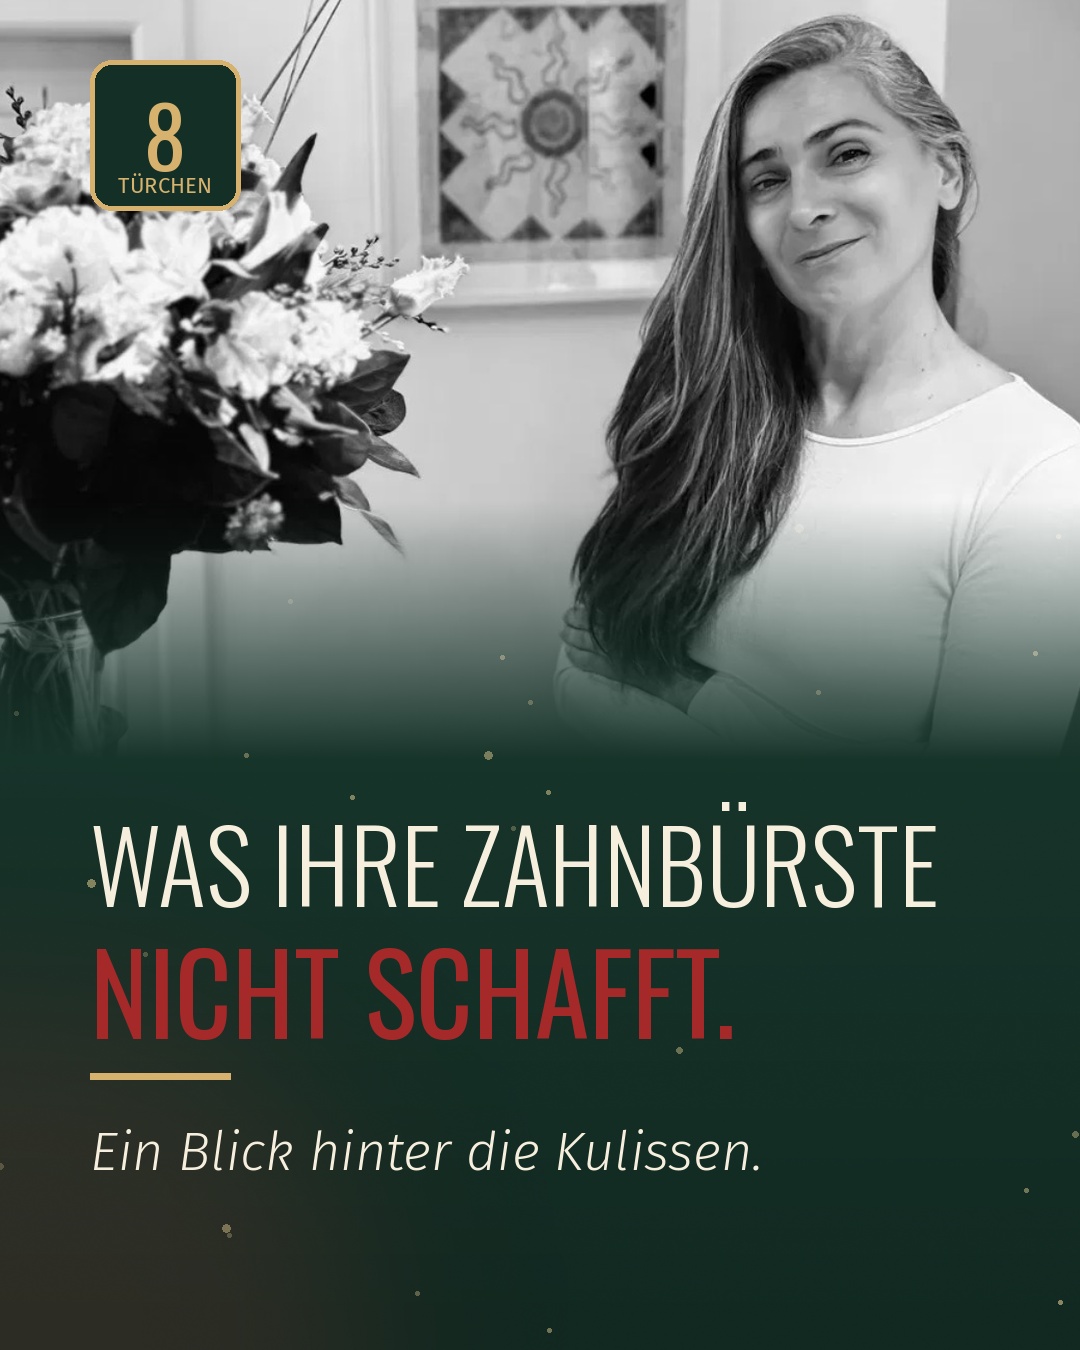 8
TÜRCHEN
WAS IHRE ZAHNBÜRSTE
NICHT SCHAFFT.
Ein Blick hinter die Kulissen.